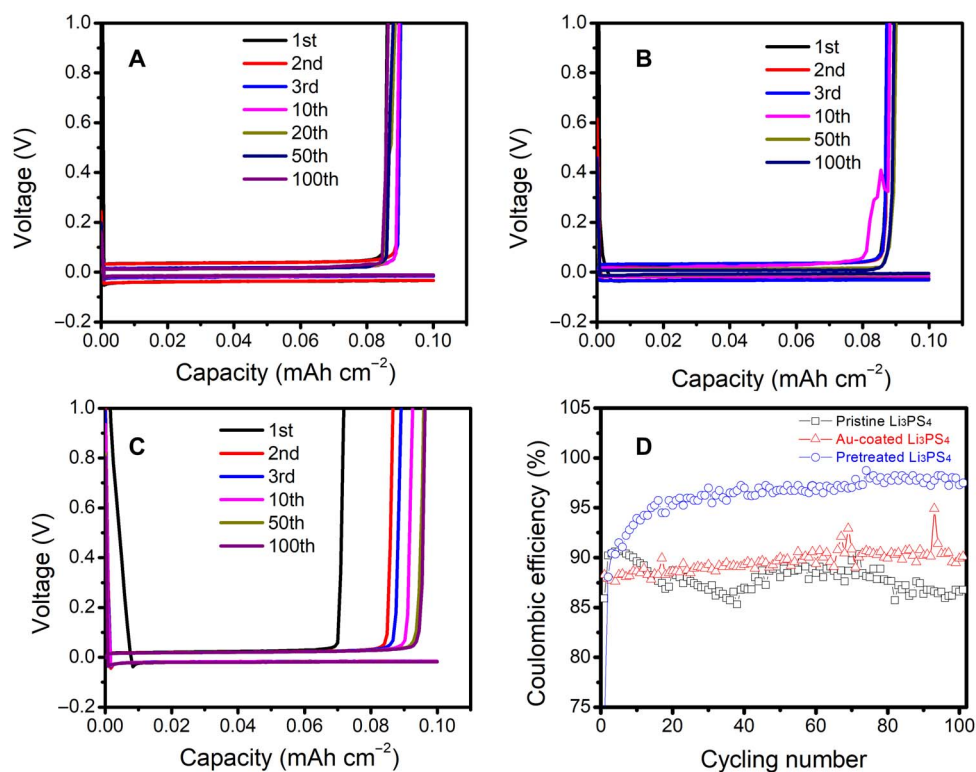 A
1st
2nd
3rd
10th
20th
50th
100th
Voltage (V)
1.0
0.8
0.6
0.4
0.2
0.0
–0.2
0.00 0.02 0.04 0.06 0.08 0.10
Capacity (mAh cm⁻²)
B
1st
2nd
3rd
10th
50th
100th
Voltage (V)
1.0
0.8
0.6
0.4
0.2
0.0
–0.2
0.00 0.02 0.04 0.06 0.08 0.10
Capacity (mAh cm⁻²)
C
1st
2nd
3rd
10th
50th
100th
Voltage (V)
1.0
0.8
0.6
0.4
0.2
0.0
–0.2
0.00 0.02 0.04 0.06 0.08 0.10
Capacity (mAh cm⁻²)
D
Pristine Li₃PS₄
Au-coated Li₃PS₄
Pretreated Li₃PS₄
Coulombic efficiency (%)
105
100
95
90
85
80
75
0 20 40 60 80 100
Cycling number